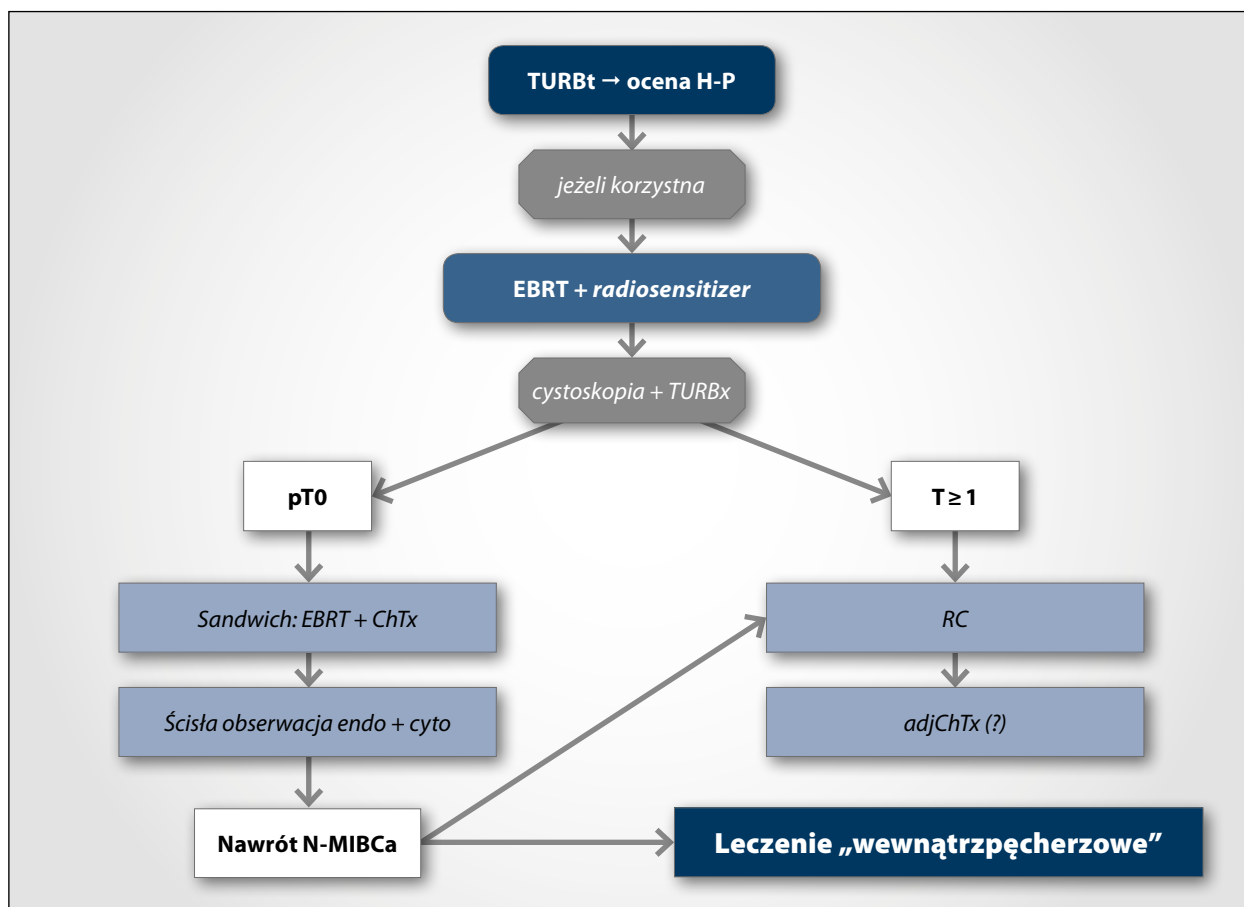 TURBt → ocena H-P
jeżeli korzystna
EBRT + radiosensitizer
cystoskopia + TURBx
pT0
T ≥ 1
Sandwich: EBRT + ChTx
RC
Ścisła obserwacja endo + cyto
adjChTx (?)
Nawrót N-MIBCa
Leczenie „wewnątrzpęcherzowe”